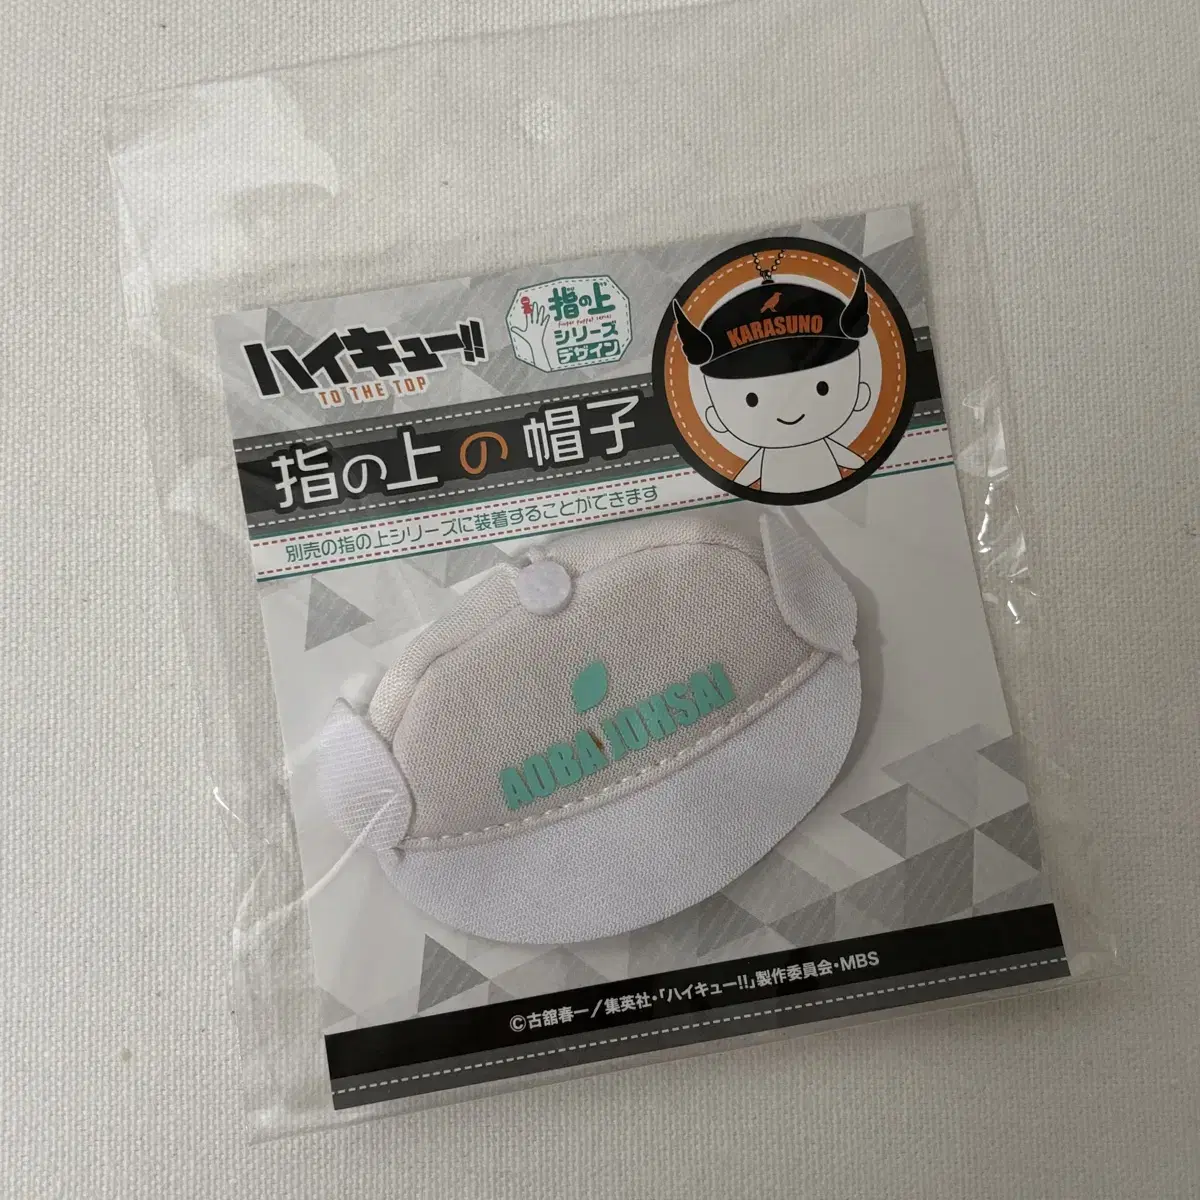 ハイキュー!!
TO THE TOP
指の上
Finger Puppet series
シリーズ
デザイン
KARASUNO
指の上の帽子
別売の指の上シリーズに装着することができます
AOBA JOHSAI
©古舘春一／集英社・「ハイキュー!!」製作委員会・MBS